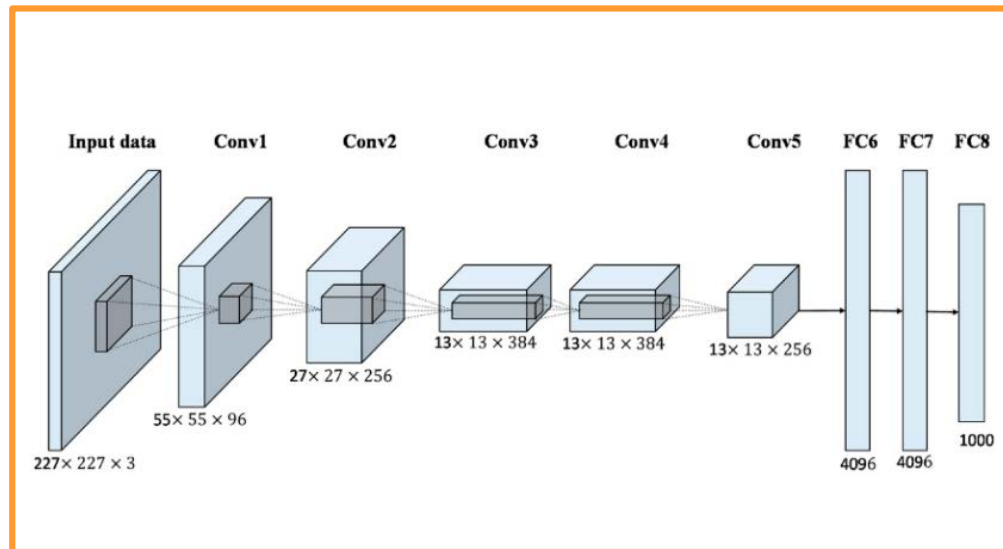 Input data Conv1 Conv2 Conv3 Conv4 Conv5 FC6 FC7 FC8
13× 13 × 384 13× 13 × 384 13× 13 × 256
27× 27 × 256
55× 55 × 96
1000
227× 227 × 3 4096 4096